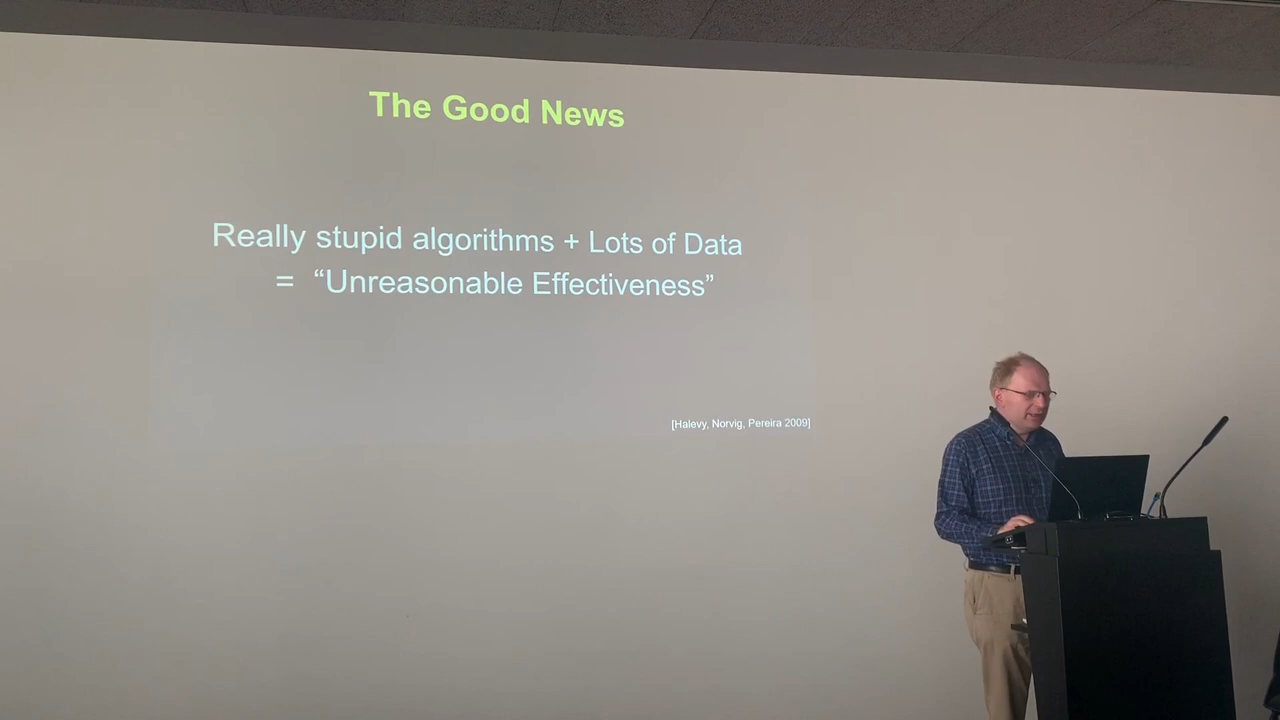 The Good News
Really stupid algorithms + Lots of Data
= “Unreasonable Effectiveness”
[Halevy, Norvig, Pereira 2009]